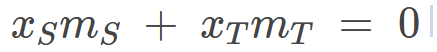 x_S m_S + x_T m_T = 0